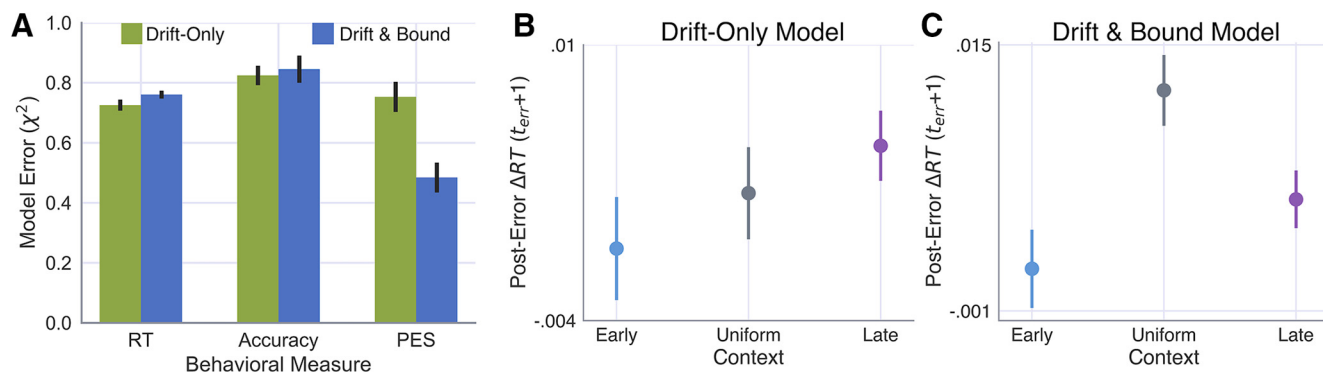 A
Drift-Only
Drift & Bound
Model Error (χ²)
1.0
0.8
0.6
0.4
0.2
0.0
RT
Accuracy
PES
Behavioral Measure
B
Drift-Only Model
Post-Error ΔRT (t_err+1)
.01
-.004
Early
Uniform
Late
Context
C
Drift & Bound Model
Post-Error ΔRT (t_err+1)
.015
-.001
Early
Uniform
Late
Context